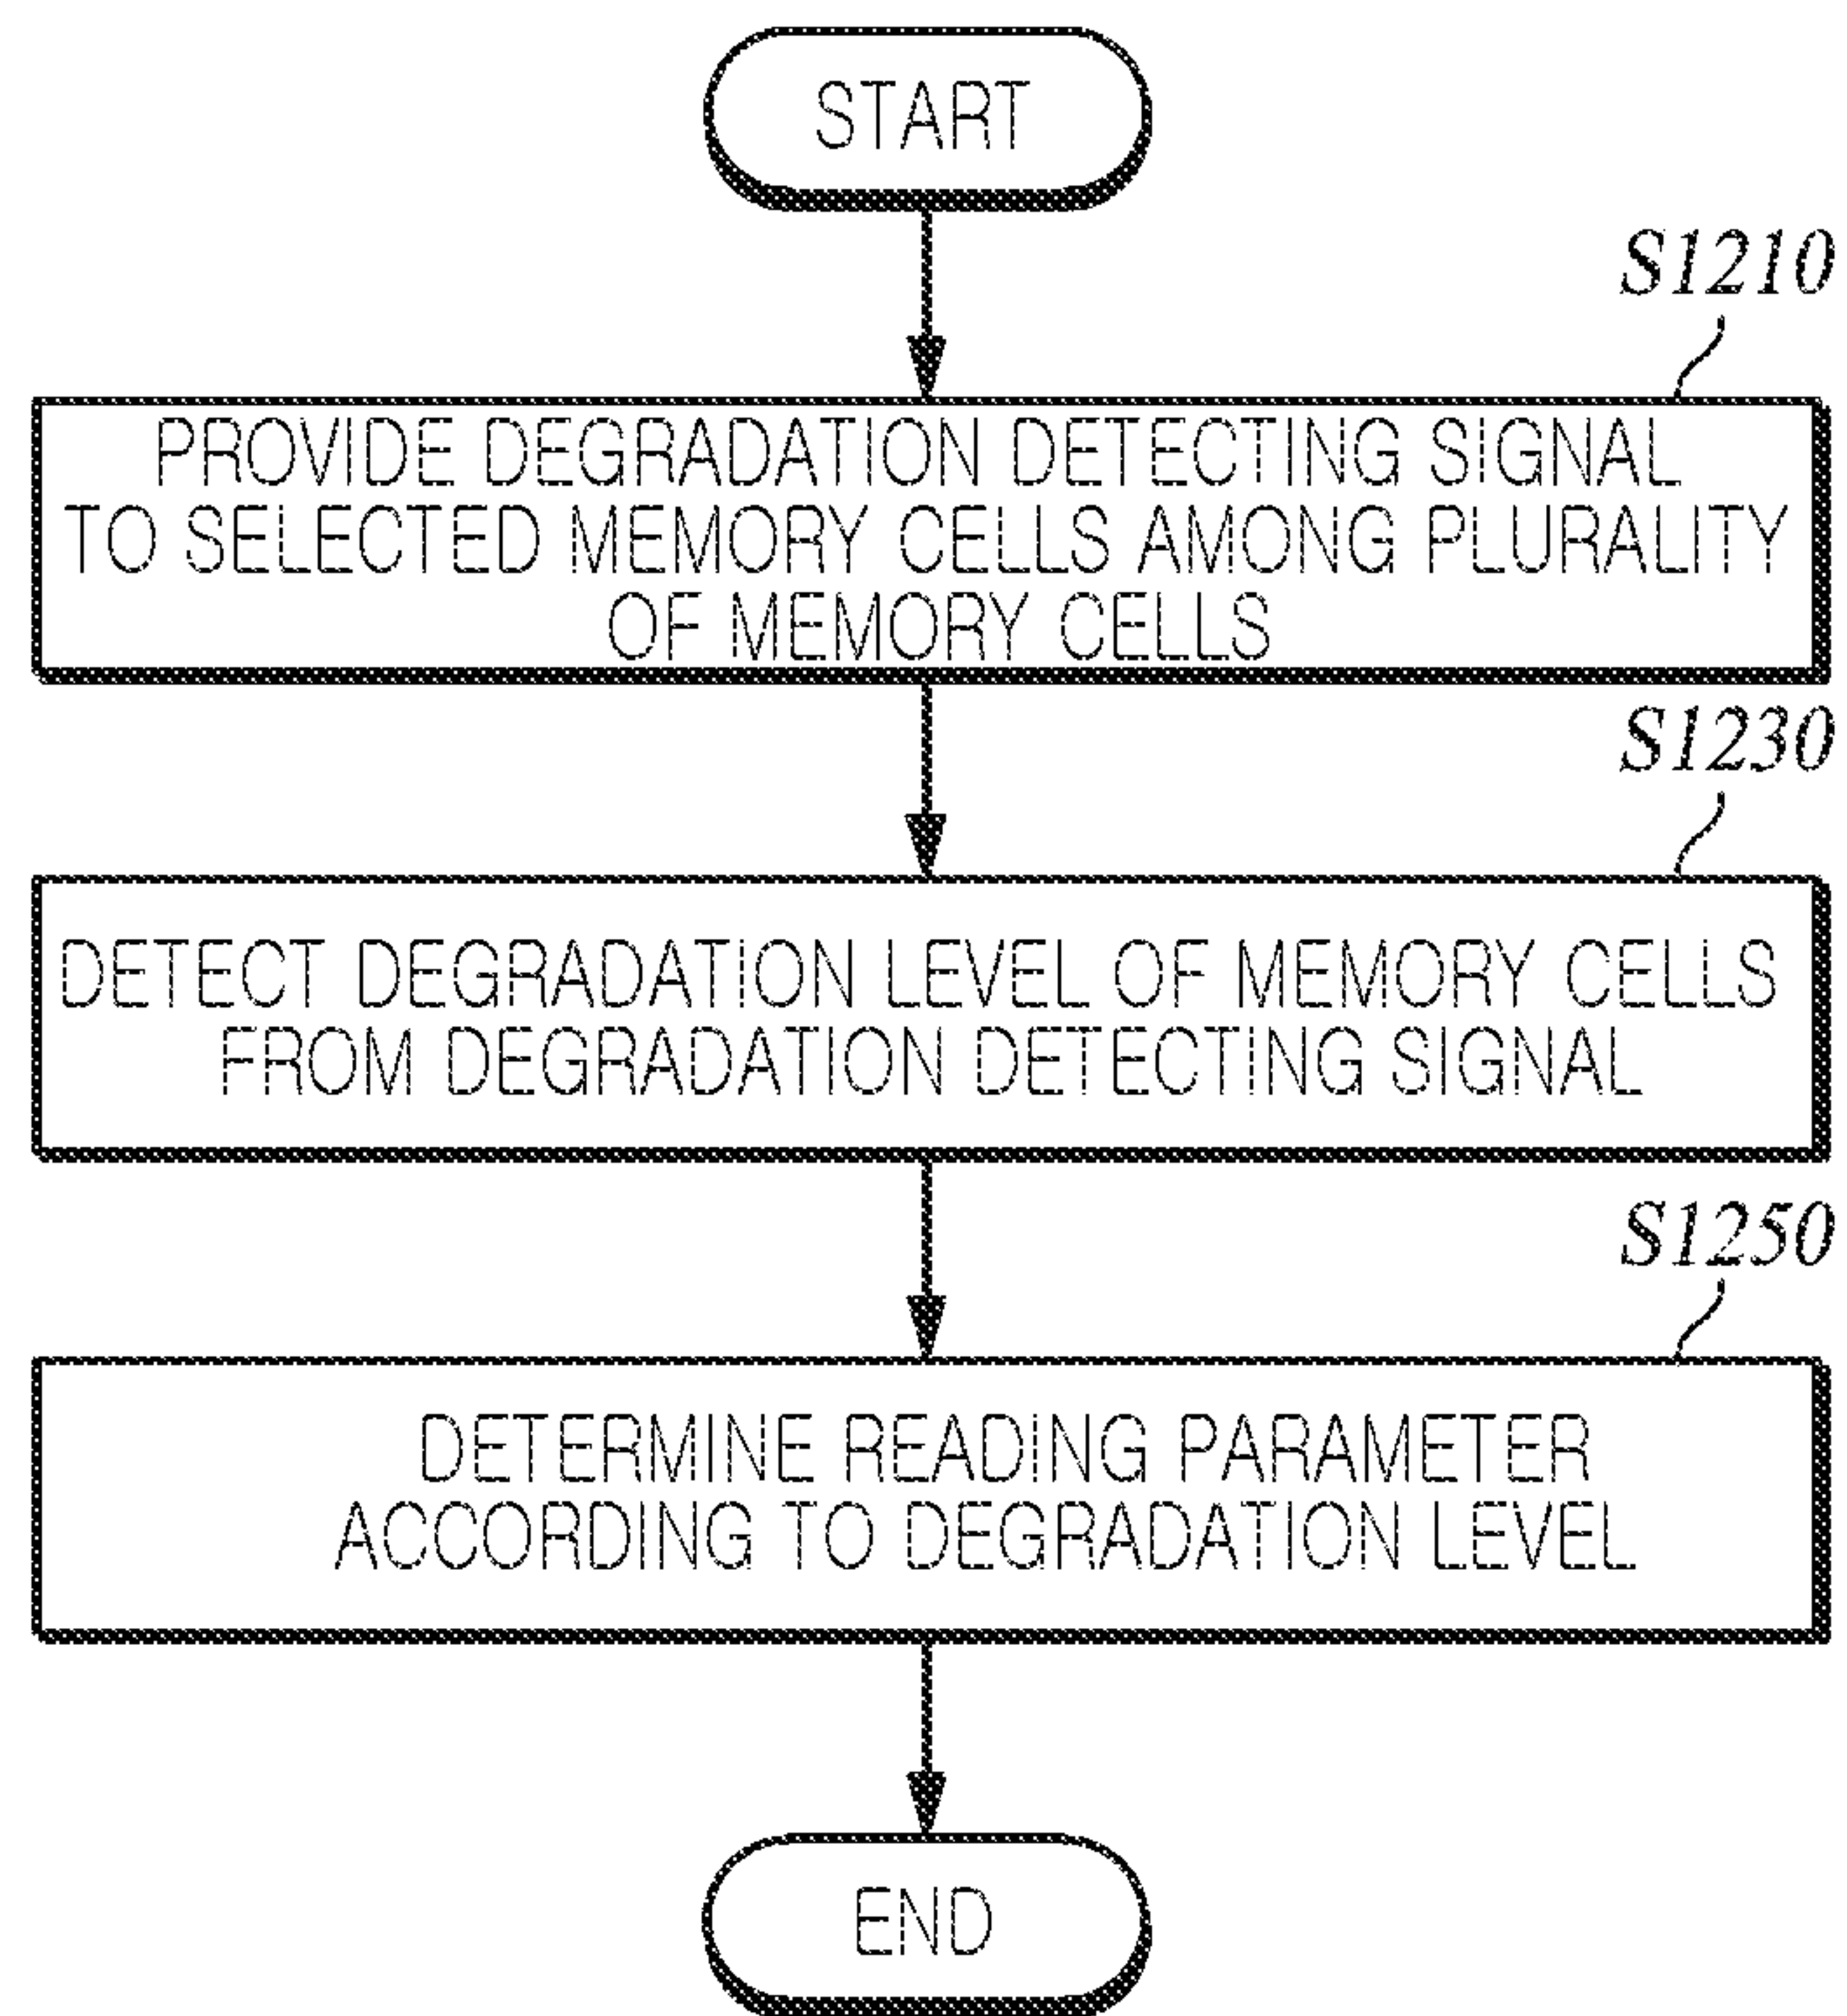 START
S1210
PROVIDE DEGRADATION DETECTING SIGNAL
TO SELECTED MEMORY CELLS AMONG PLURALITY
OF MEMORY CELLS
S1230
DETECT DEGRADATION LEVEL OF MEMORY CELLS
FROM DEGRADATION DETECTING SIGNAL
S1250
DETERMINE READING PARAMETER
ACCORDING TO DEGRADATION LEVEL
END